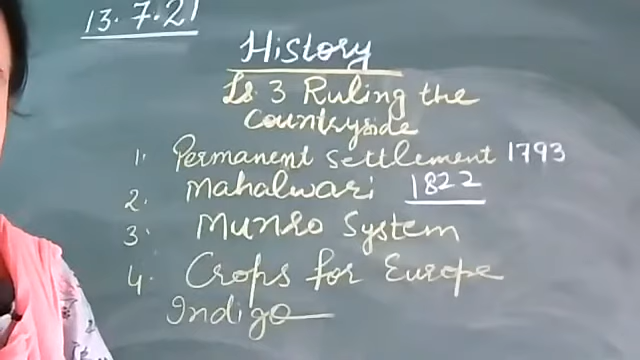 13.7.21
History
Ls. 3 Ruling the
Countryside
1. Permanent Settlement 1793
2. Mahalwari 1822
3. Munro System
4. Crops for Europe
Indigo